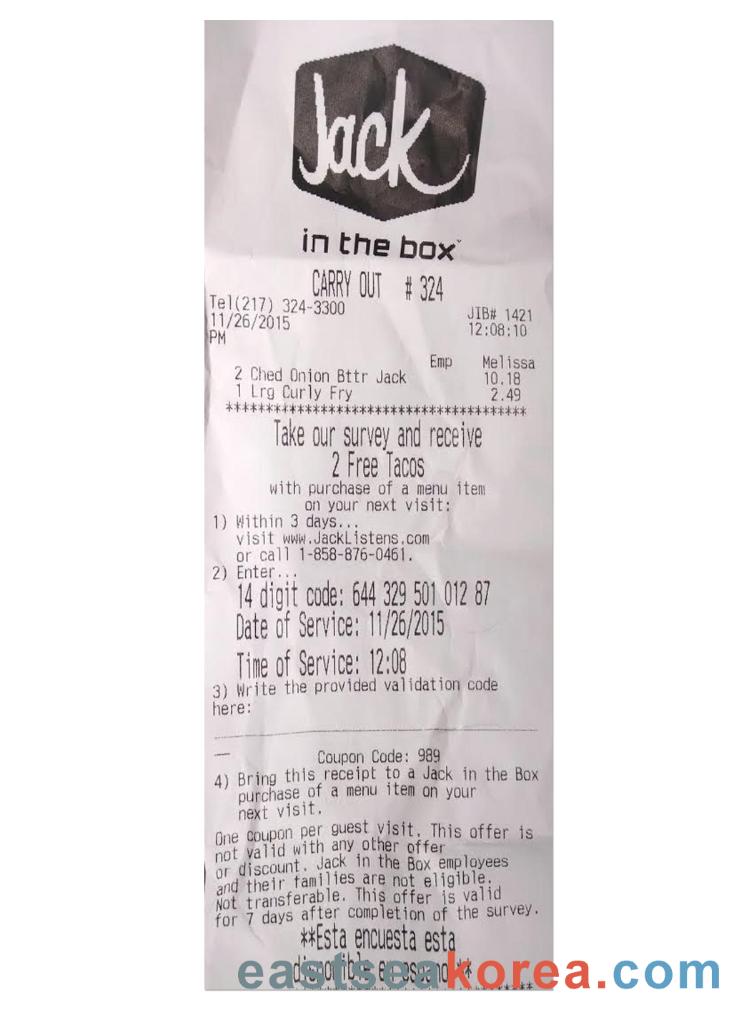 Jack
in the box
CARRY OUT # 324
Tel(217) 324-3300
11/26/2015 JIB# 1421
PM 12:08:10
Emp Melissa
2 Ched Onion Bttr Jack 10.18
1 Lrg Curly Fry 2.49
****************************************
Take our survey and receive
2 Free Tacos
with purchase of a menu item
on your next visit:
1) Within 3 days...
visit www.JackListens.com
or call 1-858-876-0461.
2) Enter...
14 digit code: 644 329 501 012 87
Date of Service: 11/26/2015
Time of Service: 12:08
3) Write the provided validation code
here:
Coupon Code: 989
4) Bring this receipt to a Jack in the Box
purchase of a menu item on your
next visit.
One coupon per guest visit. This offer is
not valid with any other offer
or discount. Jack in the Box employees
and their families are not eligible.
Not transferable. This offer is valid
for 7 days after completion of the survey.
**Esta encuesta esta
eastseakorea.com